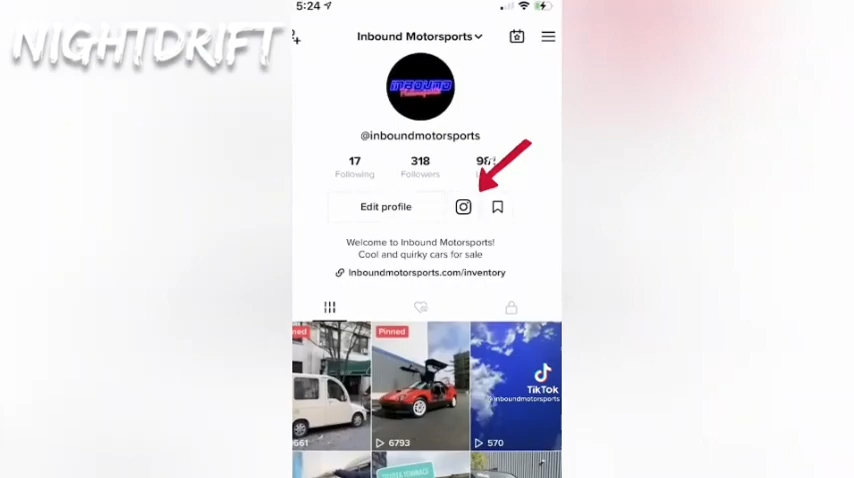 NIGHTDRIFT
5:24
Inbound Motorsports
INBOUND
@inboundmotorsports
17 318
Following Followers
Edit profile
Welcome to Inbound Motorsports!
Cool and quirky cars for sale
Inboundmotorsports.com/inventory
Pinned
TikTok
inboundmotorsports
6793 570